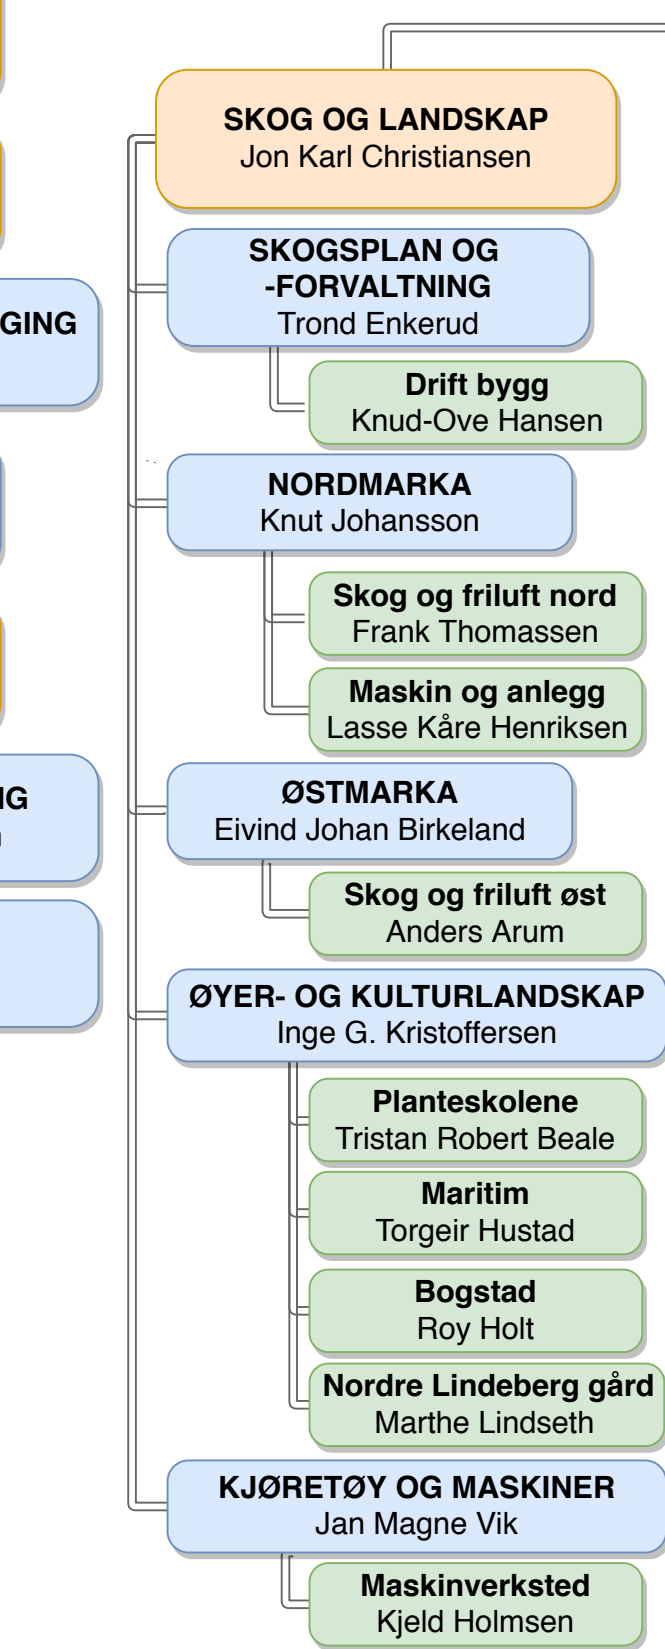 SKOG OG LANDSKAP
Jon Karl Christiansen
SKOGSPLAN OG
-FORVALTNING
Trond Enkerud
GING
Drift bygg
Knud-Ove Hansen
NORDMARKA
Knut Johansson
Skog og friluft nord
Frank Thomassen
Maskin og anlegg
Lasse Kåre Henriksen
ØSTMARKA
Eivind Johan Birkeland
Skog og friluft øst
Anders Arum
ØYER- OG KULTURLANDSKAP
Inge G. Kristoffersen
Planteskolene
Tristan Robert Beale
Maritim
Torgeir Hustad
Bogstad
Roy Holt
Nordre Lindeberg gård
Marthe Lindseth
KJØRETØY OG MASKINER
Jan Magne Vik
Maskinverksted
Kjeld Holmsen